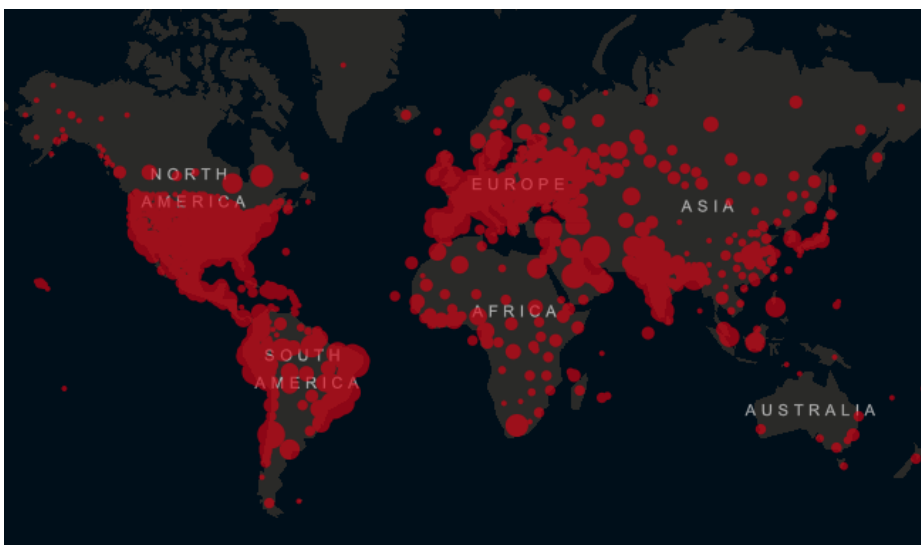 NORTH
AMERICA
EUROPE
ASIA
AFRICA
SOUTH
AMERICA
AUSTRALIA